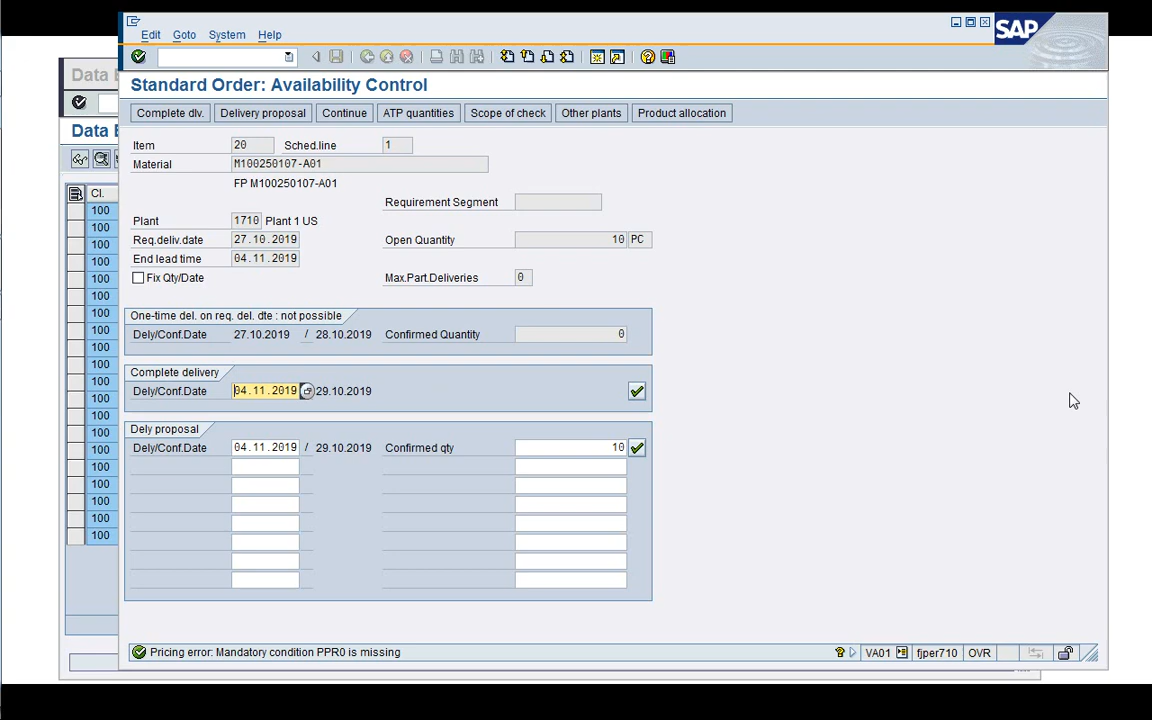 Edit Goto System Help
SAP
Data
Standard Order: Availability Control
Complete dlv. Delivery proposal Continue ATP quantities Scope of check Other plants Product allocation
Data
Item 20 Sched.line 1
Material M100250107-A01
FP M100250107-A01
Cl.
Requirement Segment
100
Plant 1710 Plant 1 US
100
Req.deliv.date 27.10.2019 Open Quantity 10 PC
100
End lead time 04.11.2019
100
Fix Qty/Date Max.Part.Deliveries 0
100
100
100
One-time del. on req. del. dte : not possible
100
Dely/Conf.Date 27.10.2019 / 28.10.2019 Confirmed Quantity 0
100
100
Complete delivery
100
Dely/Conf.Date 04.11.2019 29.10.2019
100
100
Dely proposal
100
Dely/Conf.Date 04.11.2019 / 29.10.2019 Confirmed qty 10
100
100
100
100
100
100
Pricing error: Mandatory condition PPR0 is missing VA01 fjper710 OVR